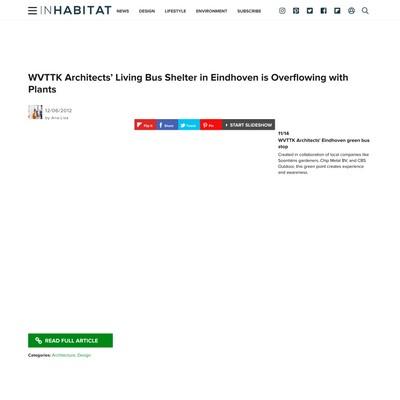 INHABITAT NEWS DESIGN LIFESTYLE ENVIRONMENT SUBSCRIBE
WVTTK Architects' Living Bus Shelter in Eindhoven is Overflowing with
Plants
12/06/2012
by Ana Lisa
Flip It Share Tweet Pin START SLIDESHOW
11/14
WVTTK Architects' Eindhoven green bus
stop
Created in collaboration of local companies like
gardeners, Chip Metal BV, and CBS
Outdoor, this green point creates experience
and awareness.
READ FULL ARTICLE
Categories: Architecture, Design